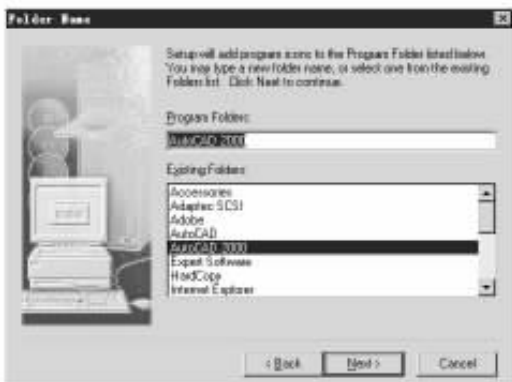 Folder Name
Setup will add program icons to the Program Folder listed below.
You may type a new folder name, or select one from the existing
Folders list. Click Next to continue.
Program Folders:
AutoCAD 2000
Existing Folders:
Accessories
Adaptec SCSI
Adobe
AutoCAD
AutoCAD 2000
Expert Software
HardCopy
Internet Explorer
< Back
Next >
Cancel